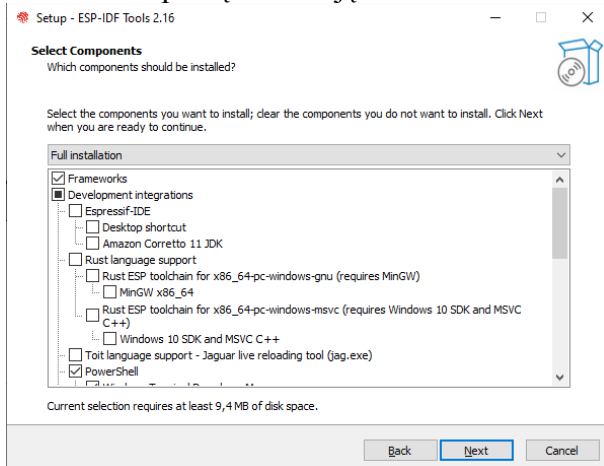 Setup - ESP-IDF Tools 2.16
Select Components
Which components should be installed?
Select the components you want to install; clear the components you do not want to install. Click Next
when you are ready to continue.
Full installation
Frameworks
Development integrations
Espressif-IDE
Desktop shortcut
Amazon Corretto 11 JDK
Rust language support
Rust ESP toolchain for x86_64-pc-windows-gnu (requires MinGW)
MinGW x86_64
Rust ESP toolchain for x86_64-pc-windows-msvc (requires Windows 10 SDK and MSVC
C++)
Windows 10 SDK and MSVC C++
Toit language support - Jaguar live reloading tool (jag.exe)
PowerShell
Current selection requires at least 9,4 MB of disk space.
Back
Next
Cancel